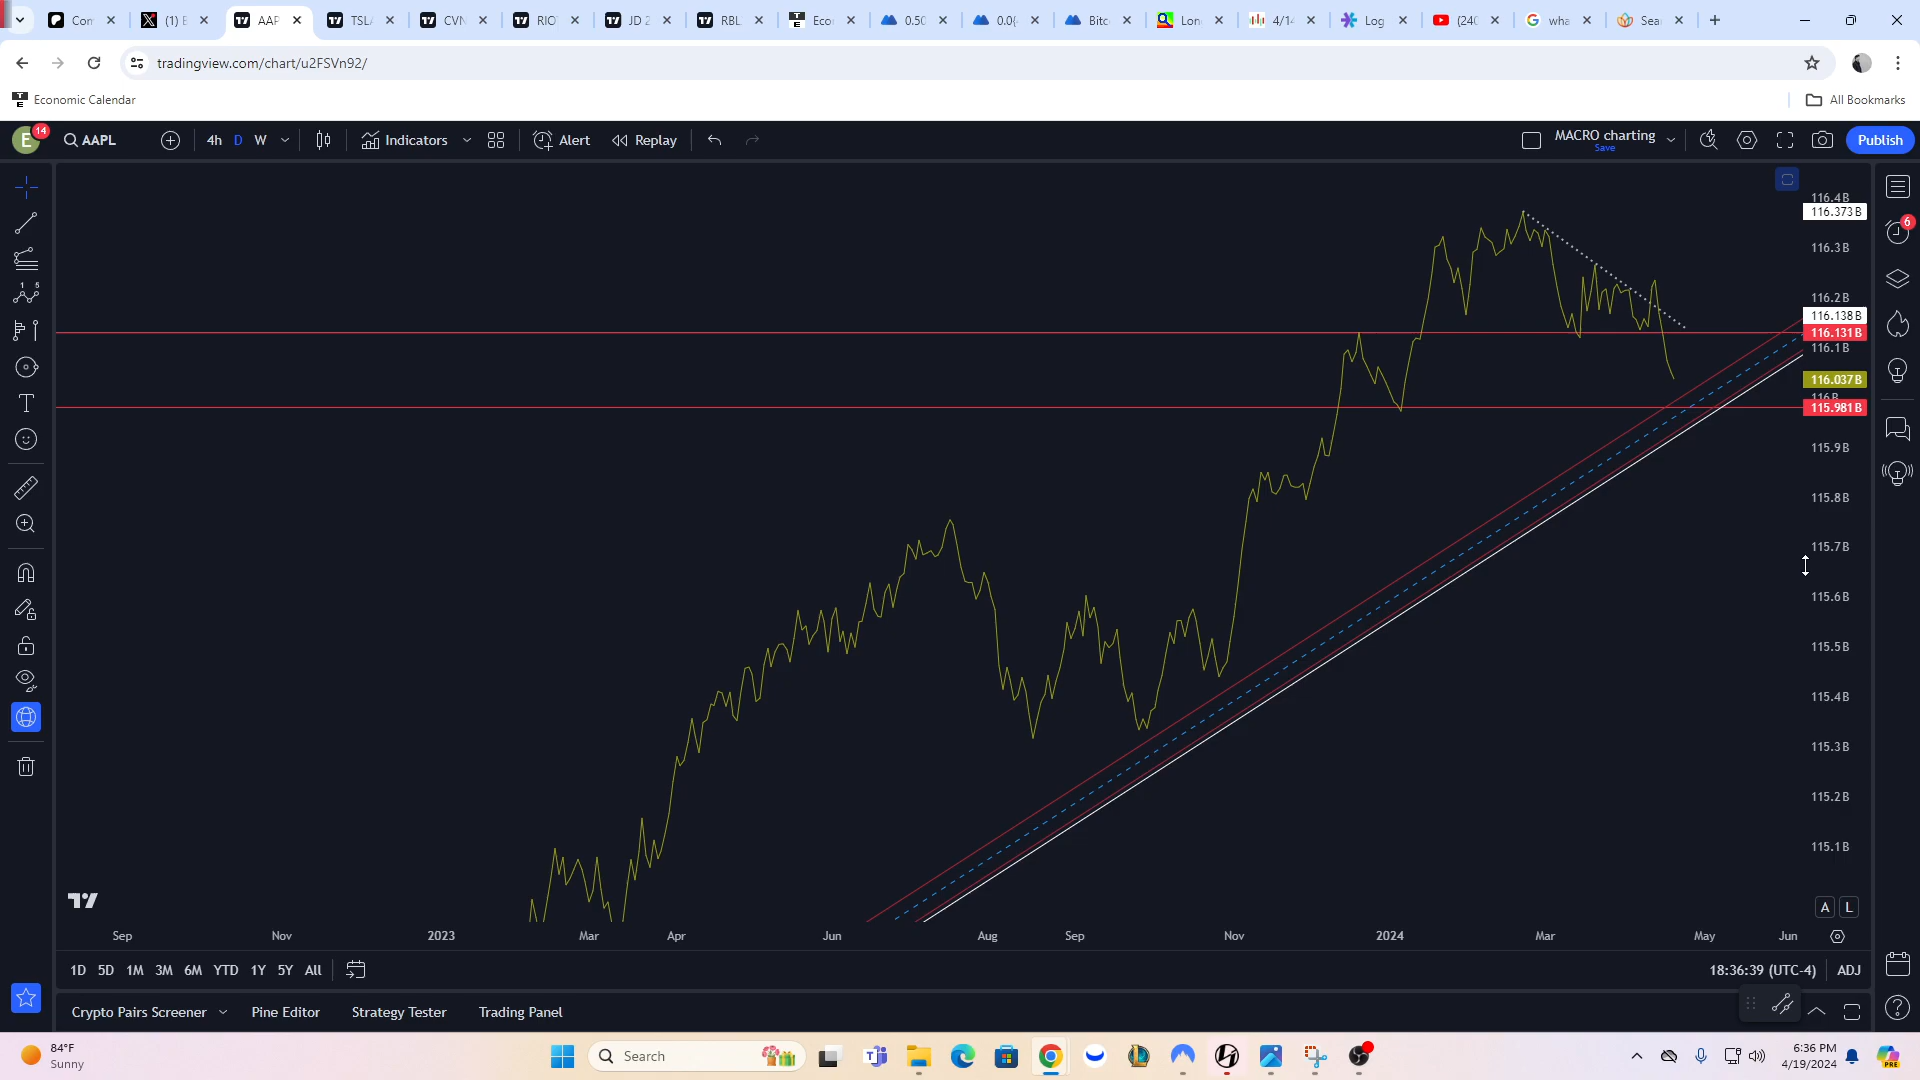 Con
(1) E
AAP
TSL
CVN
RIO
JD 2
RBL
Eco
0.50
0.0(
Bitc
Lon
4/1
Log
(240
wha
Sea
tradingview.com/chart/u2FSVn92/
Economic Calendar
All Bookmarks
E
14
AAPL
4h
D
W
Indicators
Alert
Replay
MACRO charting
Save
Publish
116.4B
116.373B
116.3B
116.2B
116.138B
116.131B
116.1B
116.037B
116B
115.981B
115.9B
115.8B
115.7B
115.6B
115.5B
115.4B
115.3B
115.2B
115.1B
6
A
L
Sep
Nov
2023
Mar
Apr
Jun
Aug
Sep
Nov
2024
Mar
May
Jun
1D
5D
1M
3M
6M
YTD
1Y
5Y
All
18:36:39 (UTC-4)
ADJ
Crypto Pairs Screener
Pine Editor
Strategy Tester
Trading Panel
84°F
Sunny
Search
6:36 PM
4/19/2024
PRE